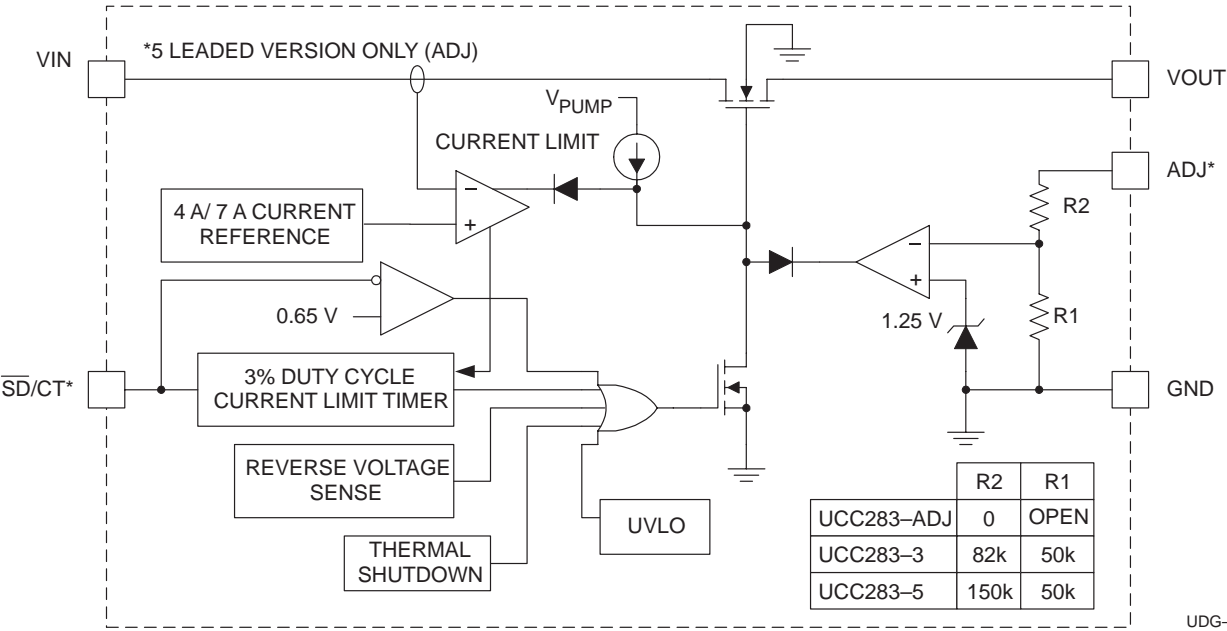 VIN
*5 LEADED VERSION ONLY (ADJ)
VOUT
VPUMP
CURRENT LIMIT
ADJ*
4 A/ 7 A CURRENT
REFERENCE
−
+
R2
−
+
0.65 V
1.25 V
R1
SD/CT*
3% DUTY CYCLE
CURRENT LIMIT TIMER
GND
REVERSE VOLTAGE
SENSE
UVLO
THERMAL
SHUTDOWN
R2 R1
UCC283–ADJ 0 OPEN
UCC283–3 82k 50k
UCC283–5 150k 50k
UDG–